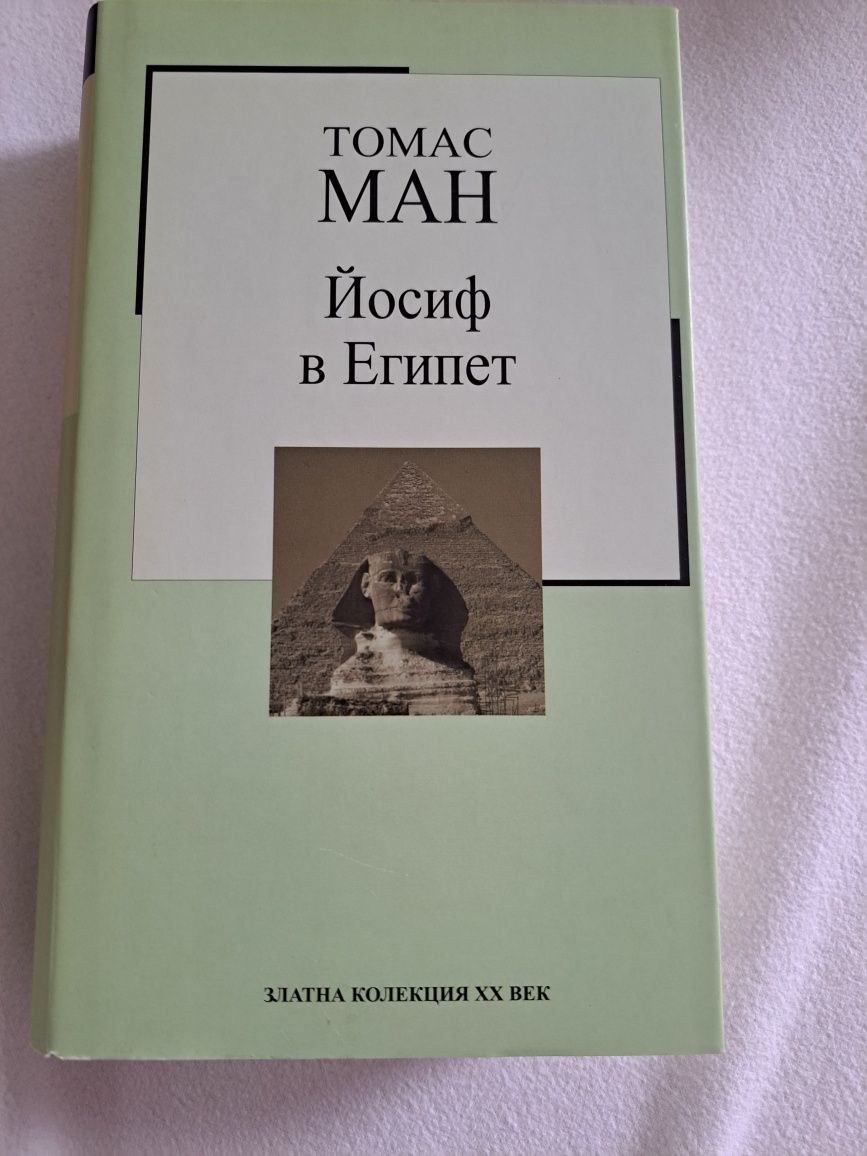 ТОМАС
МАН
Йосиф
в Египет
ЗЛАТНА КОЛЕКЦИЯ XX ВЕК